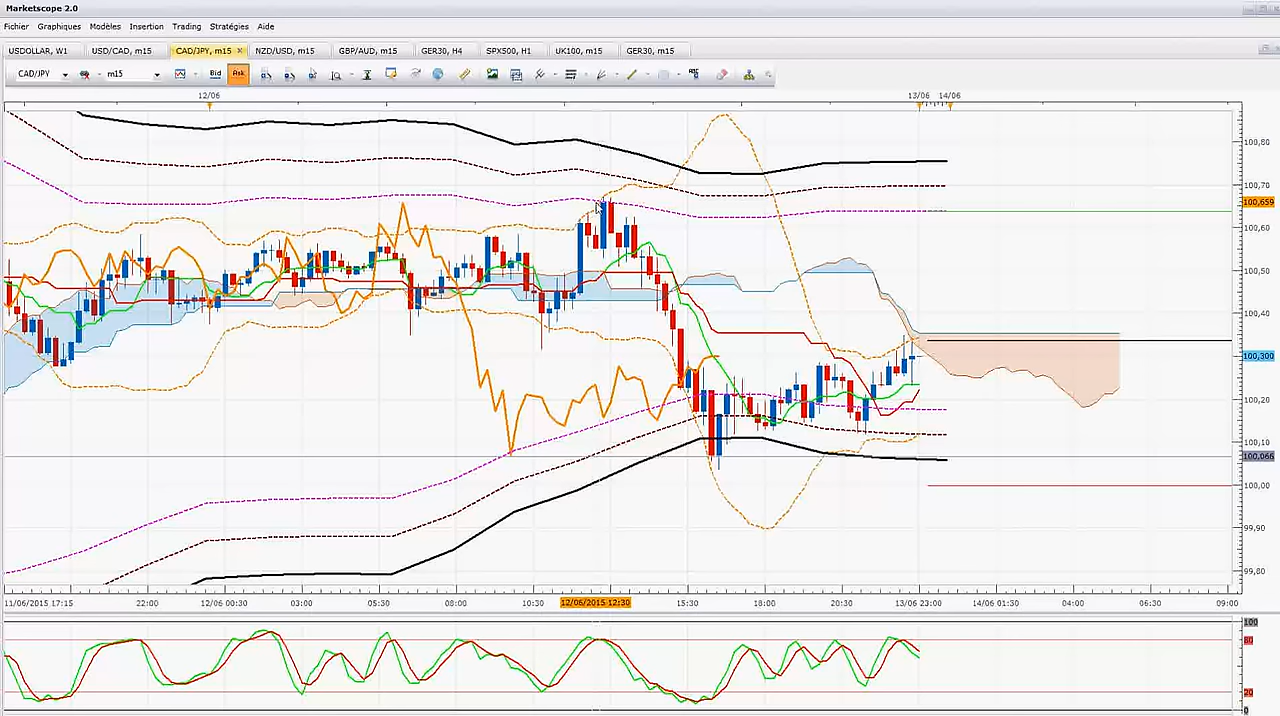 Marketscope 2.0
Fichier Graphiques Modèles Insertion Trading Stratégies Aide
USDOLLAR, W1 USD/CAD, m15 CAD/JPY, m15 NZD/USD, m15 GBP/AUD, m15 GER30, H4 SPX500, H1 UK100, m15 GER30, m15
CAD/JPY m15 Bid Ask
12/06 13/06 14/06
100,80
100,70
100,659
100,60
100,50
100,40
100,300
100,20
100,10
100,066
100,00
99,90
99,80
11/06/2015 17:15 22:00 12/06 00:30 03:00 05:30 08:00 10:30 12/06/2015 12:30 15:30 18:00 20:30 13/06 23:00 14/06 01:30 04:00 06:30 09:00
100
80
20
0